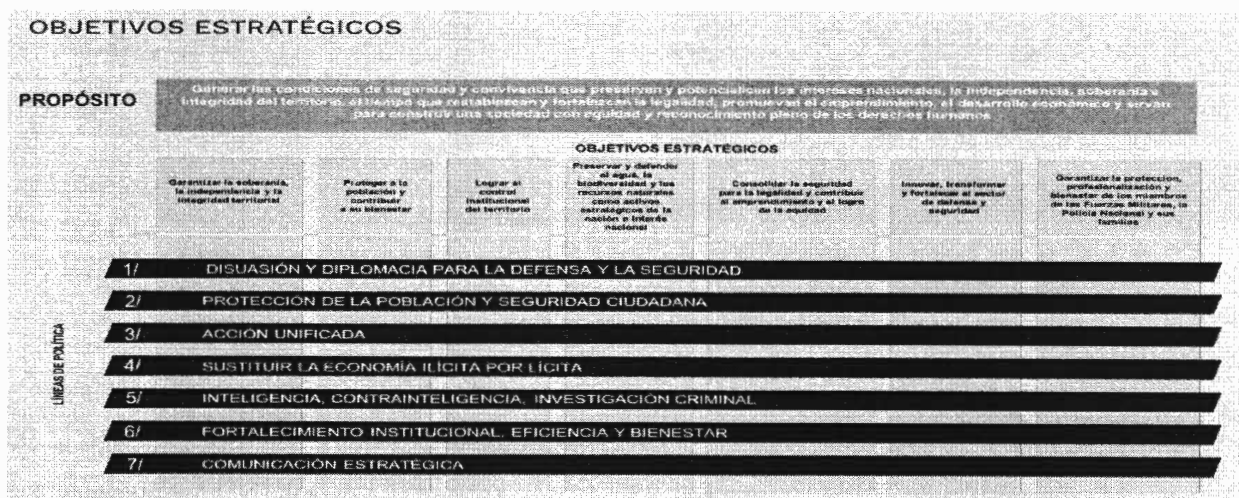 OBJETIVOS ESTRATÉGICOS
PROPÓSITO
Generar las condiciones de seguridad y convivencia que preserven y potencialicen los intereses nacionales, la independencia, soberanía e
integridad del territorio, al tiempo que restablezcan y fortalezcan la legalidad, promuevan el emprendimiento, el desarrollo económico y sirvan
para construir una sociedad con equidad y reconocimiento pleno de los derechos humanos
OBJETIVOS ESTRATÉGICOS
Garantizar la soberanía,
la independencia y la
integridad territorial
Proteger a la
población y
contribuir
a su bienestar
Lograr el
control
institucional
del territorio
Preservar y defender
el agua, la
biodiversidad y los
recursos naturales
como activos
estratégicos de la
nación e interés
nacional
Consolidar la seguridad
para la legalidad y contribuir
al emprendimiento y el logro
de la equidad
Innovar, transformar
y fortalecer el sector
de defensa y
seguridad
Garantizar la protección,
profesionalización y
bienestar de los miembros
de las Fuerzas Militares, la
Policía Nacional y sus
familias
LÍNEAS DE POLÍTICA
1/ DISUASIÓN Y DIPLOMACIA PARA LA DEFENSA Y LA SEGURIDAD
2/ PROTECCIÓN DE LA POBLACIÓN Y SEGURIDAD CIUDADANA
3/ ACCIÓN UNIFICADA
4/ SUSTITUIR LA ECONOMÍA ILÍCITA POR LÍCITA
5/ INTELIGENCIA, CONTRAINTELIGENCIA, INVESTIGACIÓN CRIMINAL
6/ FORTALECIMIENTO INSTITUCIONAL, EFICIENCIA Y BIENESTAR
7/ COMUNICACIÓN ESTRATÉGICA